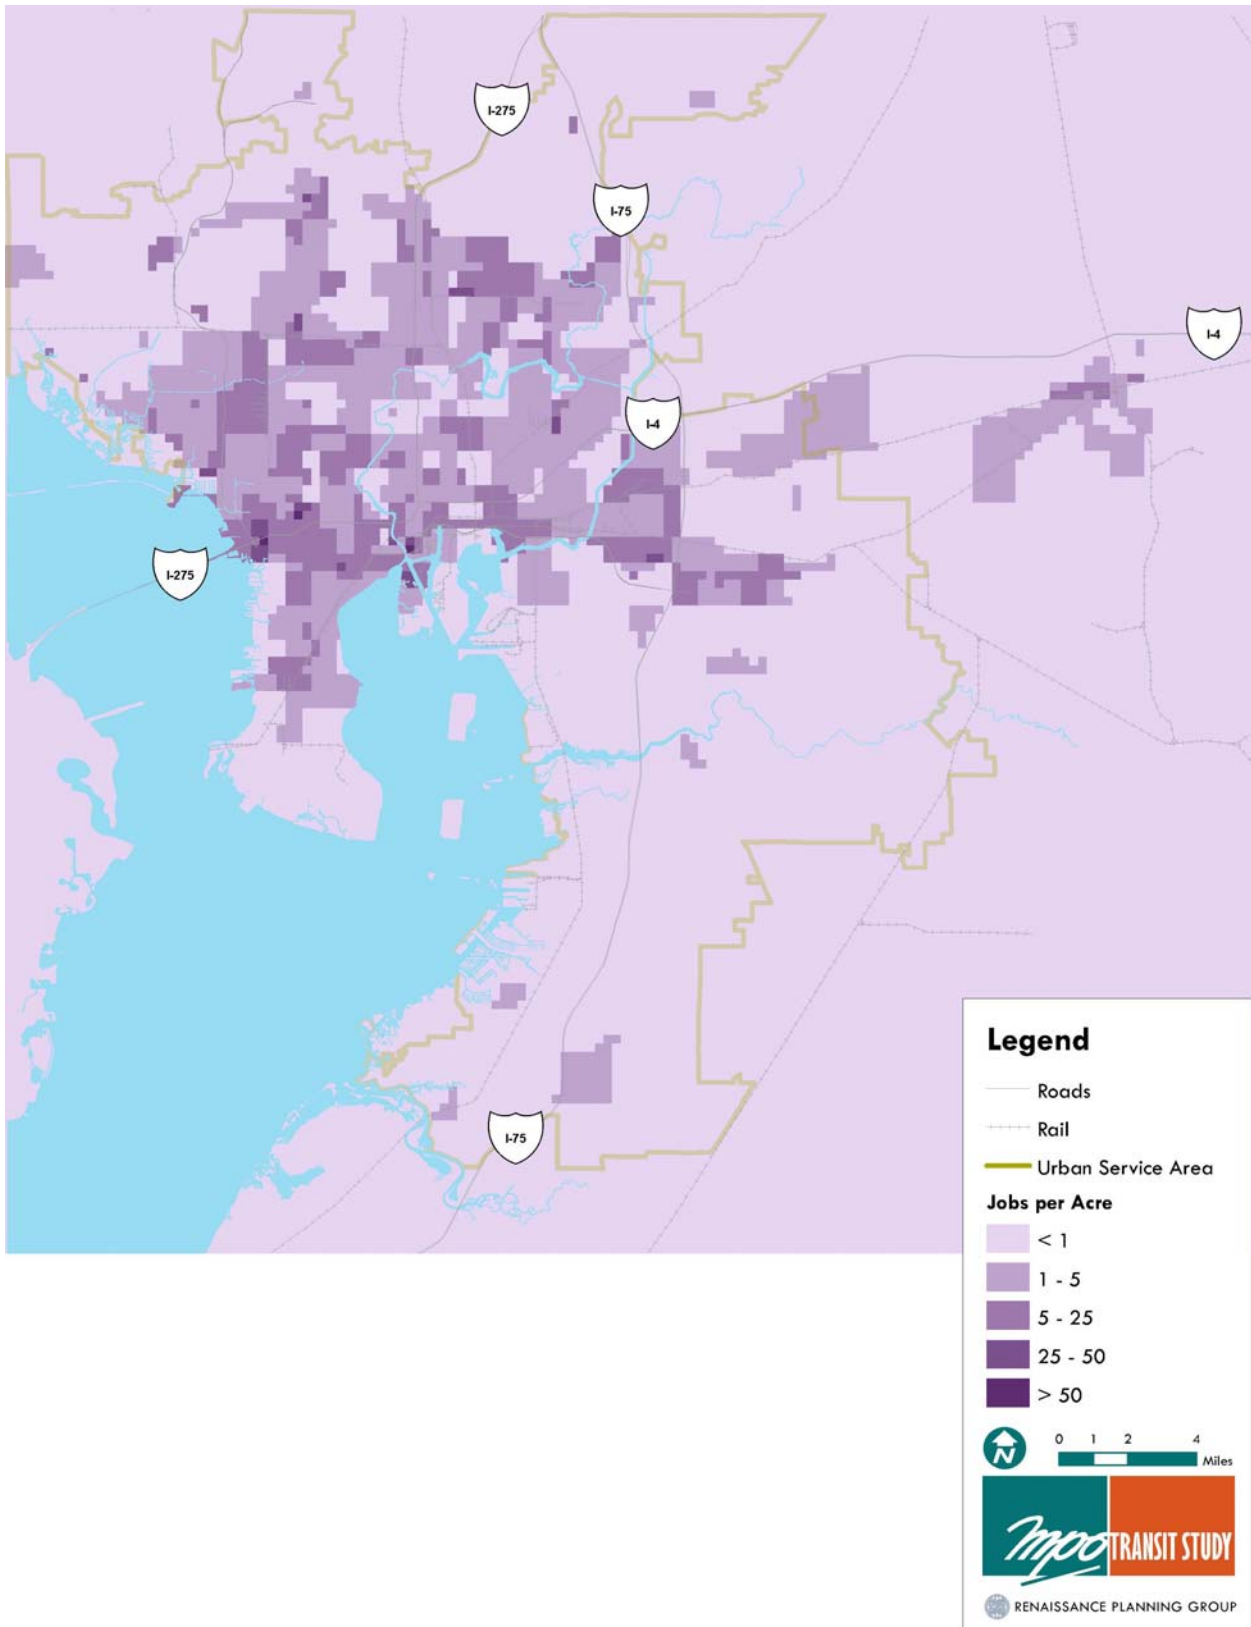 I-275
I-75
I-4
I-4
I-275
I-75
Legend
Roads
Rail
Urban Service Area
Jobs per Acre
< 1
1 - 5
5 - 25
25 - 50
> 50
N
0 1 2 4
Miles
mpo TRANSIT STUDY
RENAISSANCE PLANNING GROUP